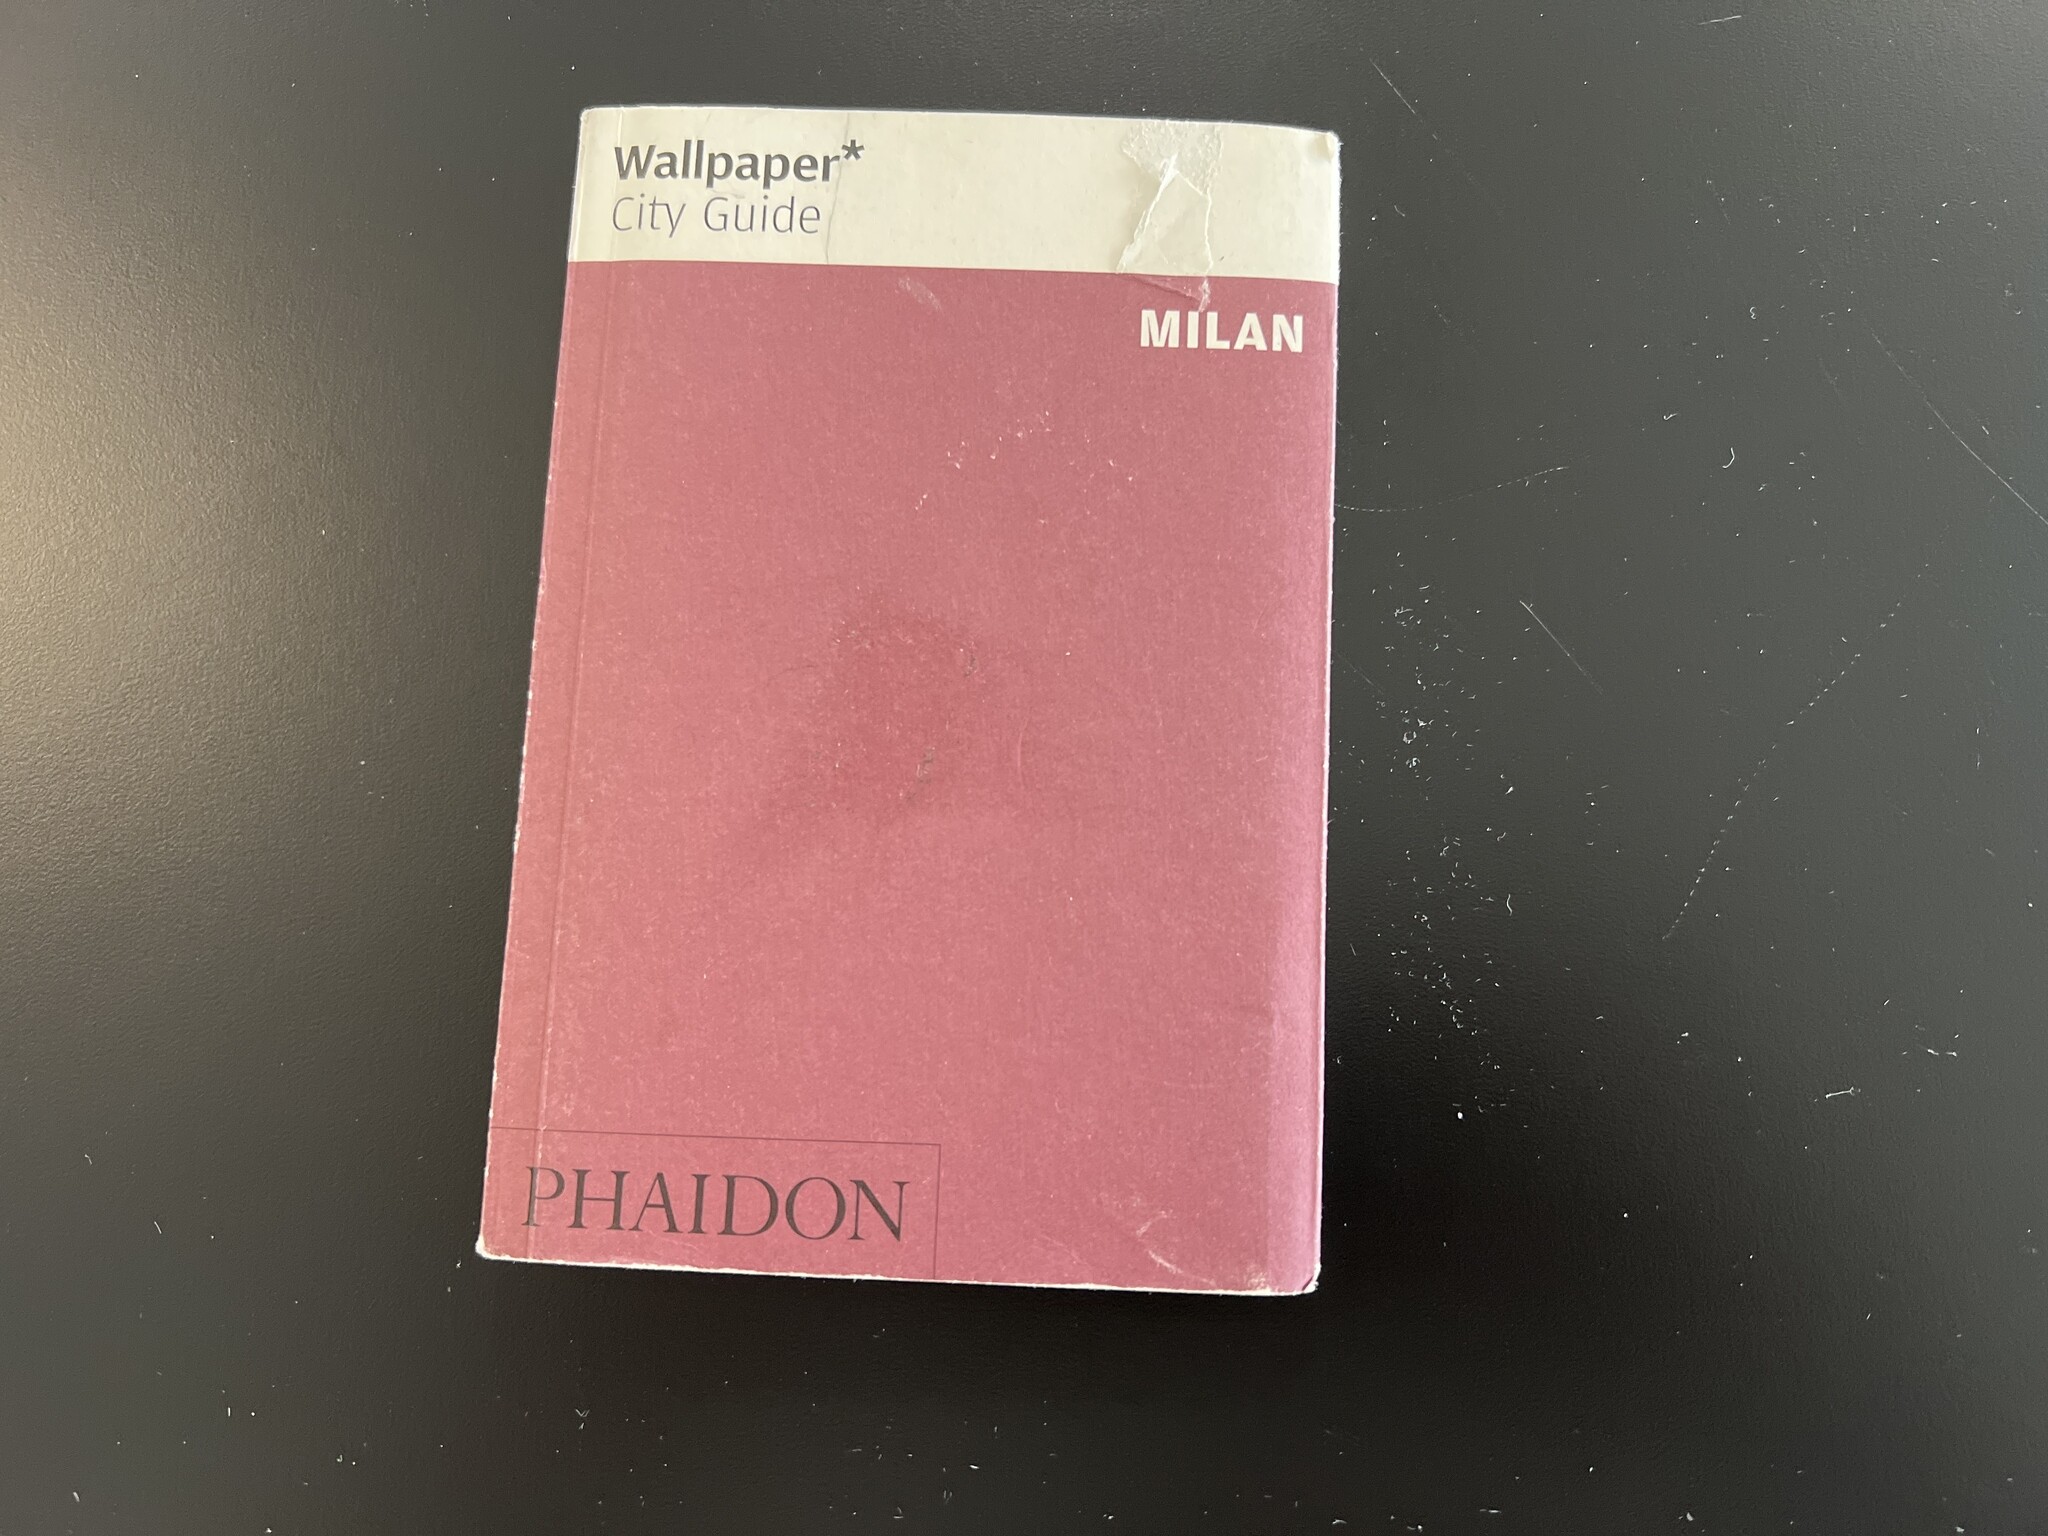 Wallpaper*
City Guide
MILAN
PHAIDON